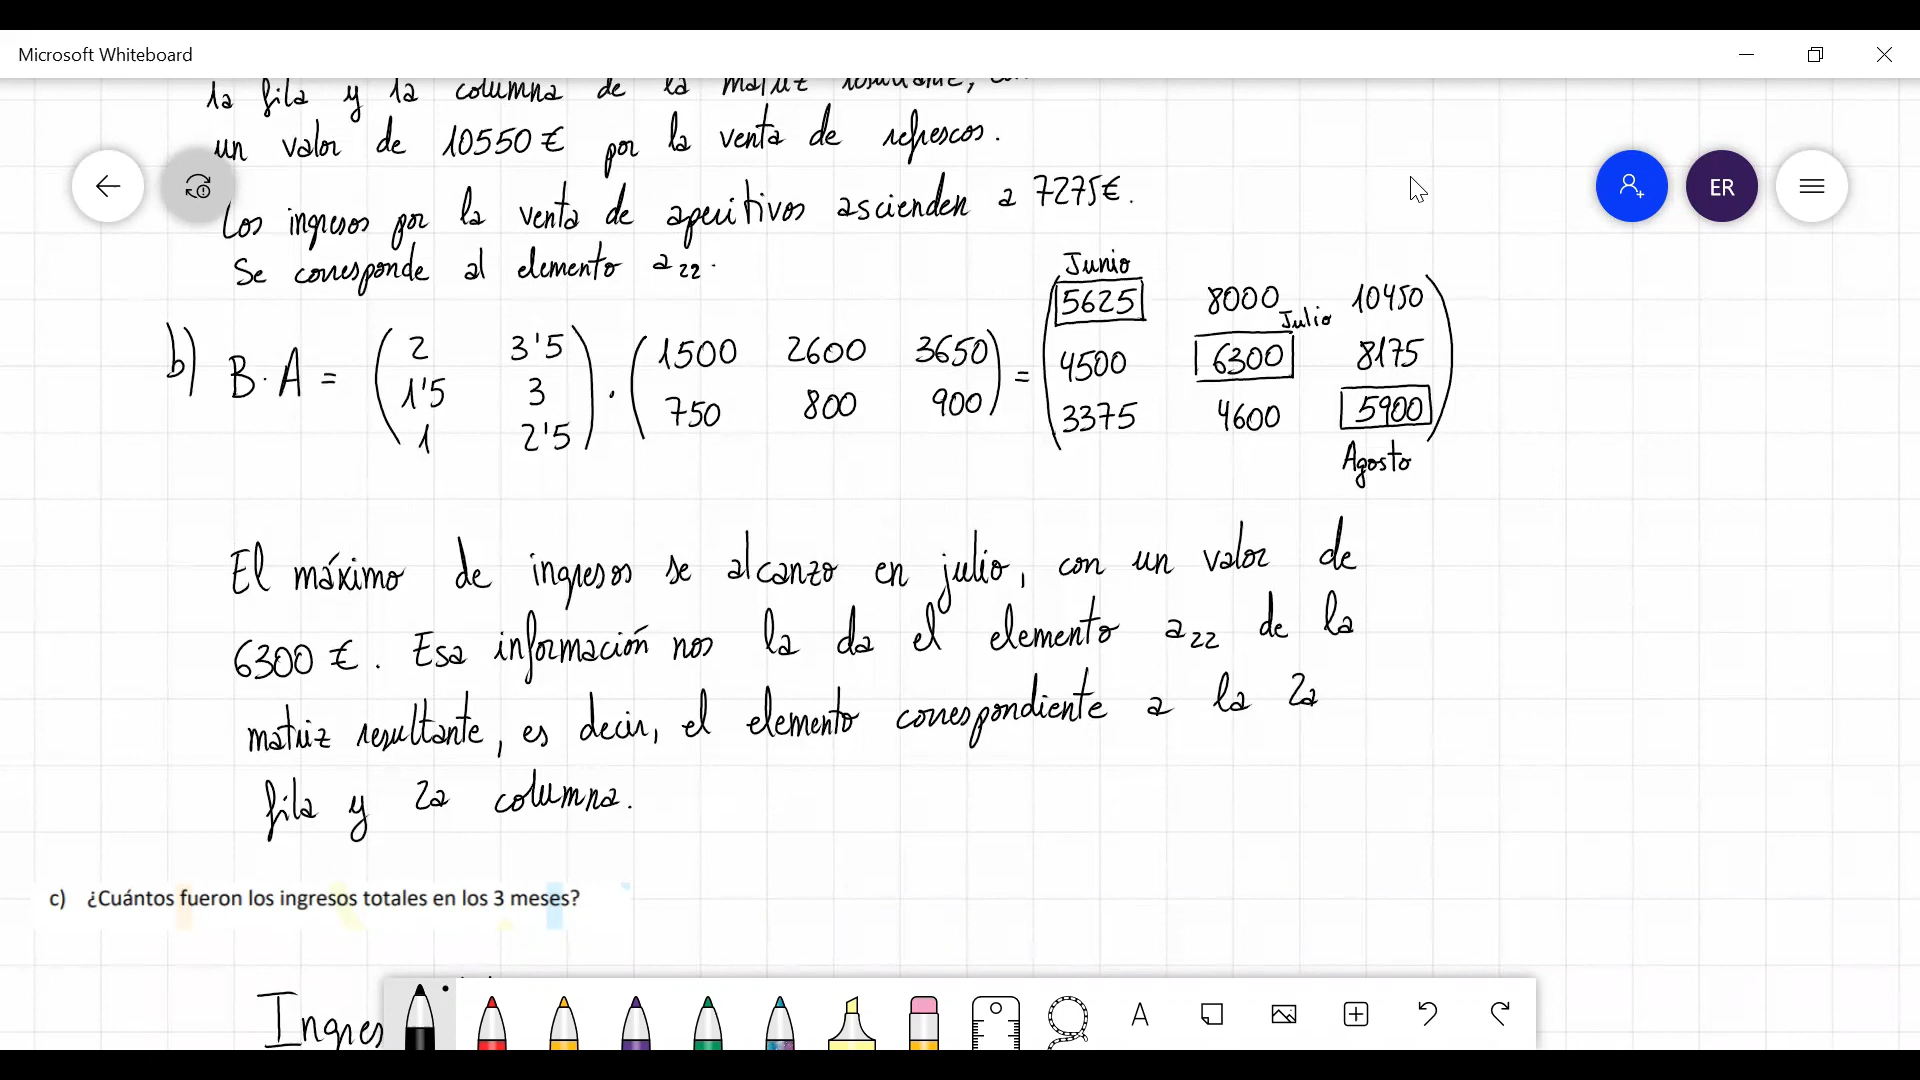 Microsoft Whiteboard
la fila y la columna de la matriz resultante,
un valor de 10550 € por la venta de refrescos.
ER
Los ingresos por la venta de aperitivos ascienden a 7275€.
Se corresponde al elemento a22.
b) B·A = ( 2 3'5 ; 1'5 3 ; 1 2'5 ) · ( 1500 2600 3650 ; 750 800 900 ) = ( 5625 8000 10450 ; 4500 6300 8175 ; 3375 4600 5900 )
Junio
Julio
Agosto
El máximo de ingresos se alcanzo en julio, con un valor de
6300 €. Esa información nos la da el elemento a22 de la
matriz resultante, es decir, el elemento correspondiente a la 2a
fila y 2a columna.
c) ¿Cuántos fueron los ingresos totales en los 3 meses?
Ingres
A